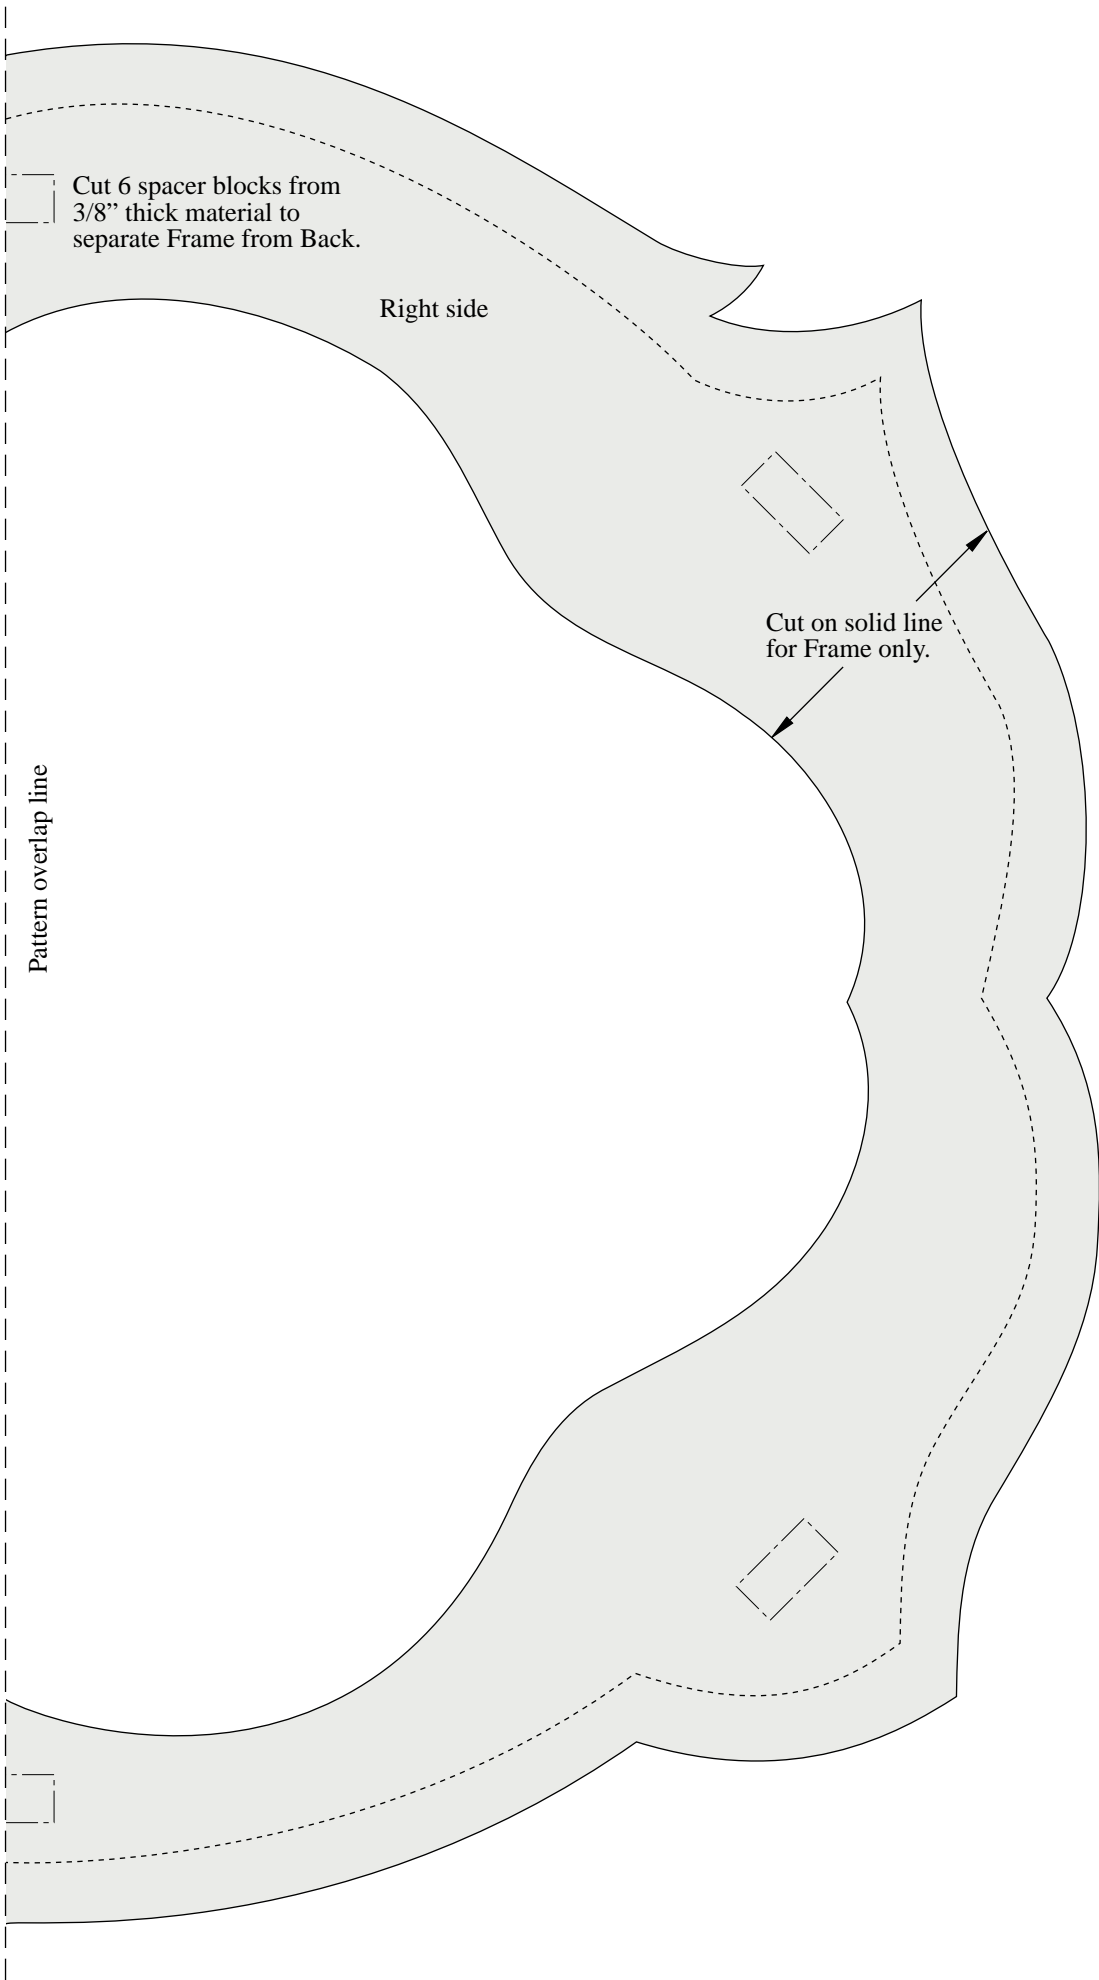 Cut 6 spacer blocks from
3/8” thick material to
separate Frame from Back.
Right side
Cut on solid line
for Frame only.
Pattern overlap line